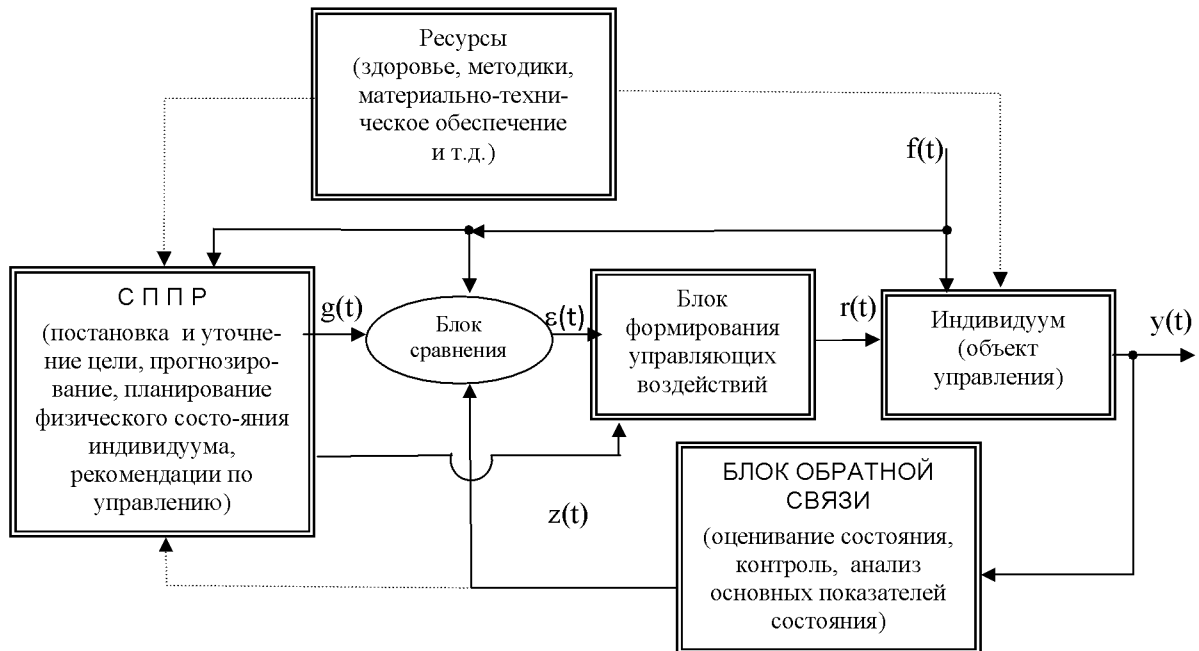 Ресурсы
(здоровье, методики,
материально-техни-
ческое обеспечение
и т.д.)
f(t)
С П П Р
(постановка и уточне-
ние цели, прогнозиро-
вание, планирование
физического состо-яния
индивидуума,
рекомендации по
управлению)
g(t)
Блок
сравнения
ε(t)
Блок
формирования
управляющих
воздействий
r(t)
Индивидуум
(объект
управления)
y(t)
z(t)
БЛОК ОБРАТНОЙ
СВЯЗИ
(оценивание состояния,
контроль, анализ
основных показателей
состояния)